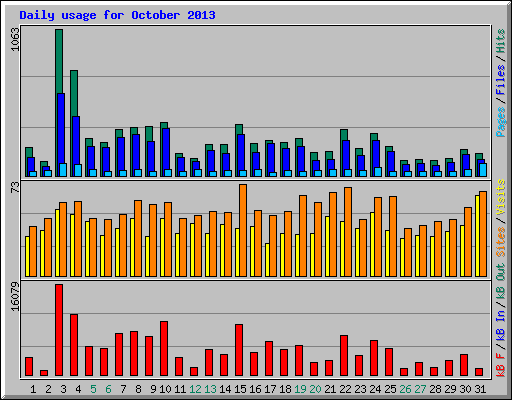 Daily usage for October 2013
1063
Pages / Files / Hits
73
Sites / Visits
16079
kB F / kB In / kB Out
1 2 3 4 5 6 7 8 9 10 11 12 13 14 15 16 17 18 19 20 21 22 23 24 25 26 27 28 29 30 31